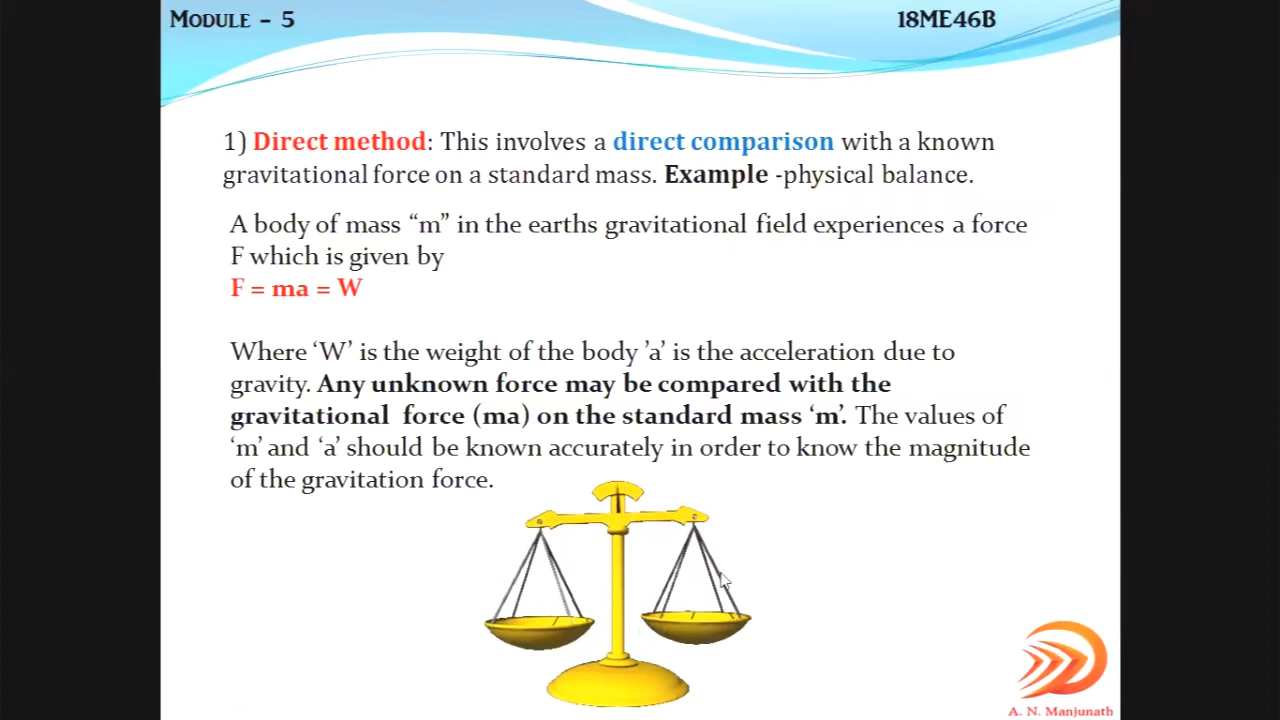 MODULE – 5
18ME46B
1) Direct method: This involves a direct comparison with a known
gravitational force on a standard mass. Example -physical balance.
A body of mass “m” in the earths gravitational field experiences a force
F which is given by
F = ma = W
Where ‘W’ is the weight of the body ’a’ is the acceleration due to
gravity. Any unknown force may be compared with the
gravitational force (ma) on the standard mass ‘m’. The values of
‘m’ and ‘a’ should be known accurately in order to know the magnitude
of the gravitation force.
A. N. Manjunath